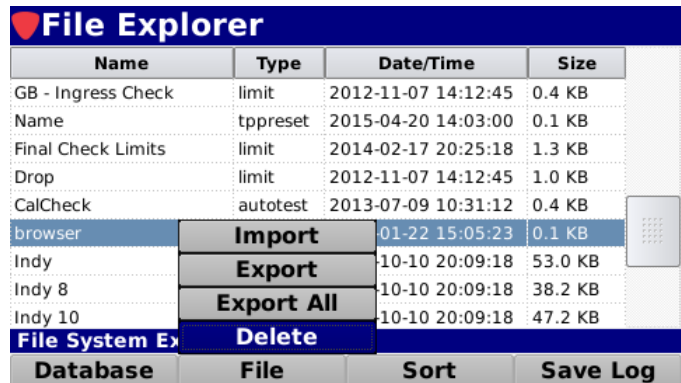 File Explorer
Name Type Date/Time Size
GB - Ingress Check limit 2012-11-07 14:12:45 0.4 KB
Name tppreset 2015-04-20 14:03:00 0.1 KB
Final Check Limits limit 2014-02-17 20:25:18 1.3 KB
Drop limit 2012-11-07 14:12:45 1.0 KB
CalCheck autotest 2013-07-09 10:31:12 0.4 KB
browser Import -01-22 15:05:23 0.1 KB
Indy Export -10-10 20:09:18 53.0 KB
Indy 8 Export All -10-10 20:09:18 38.2 KB
Indy 10 -10-10 20:09:18 47.2 KB
File System Ex Delete
Database File Sort Save Log